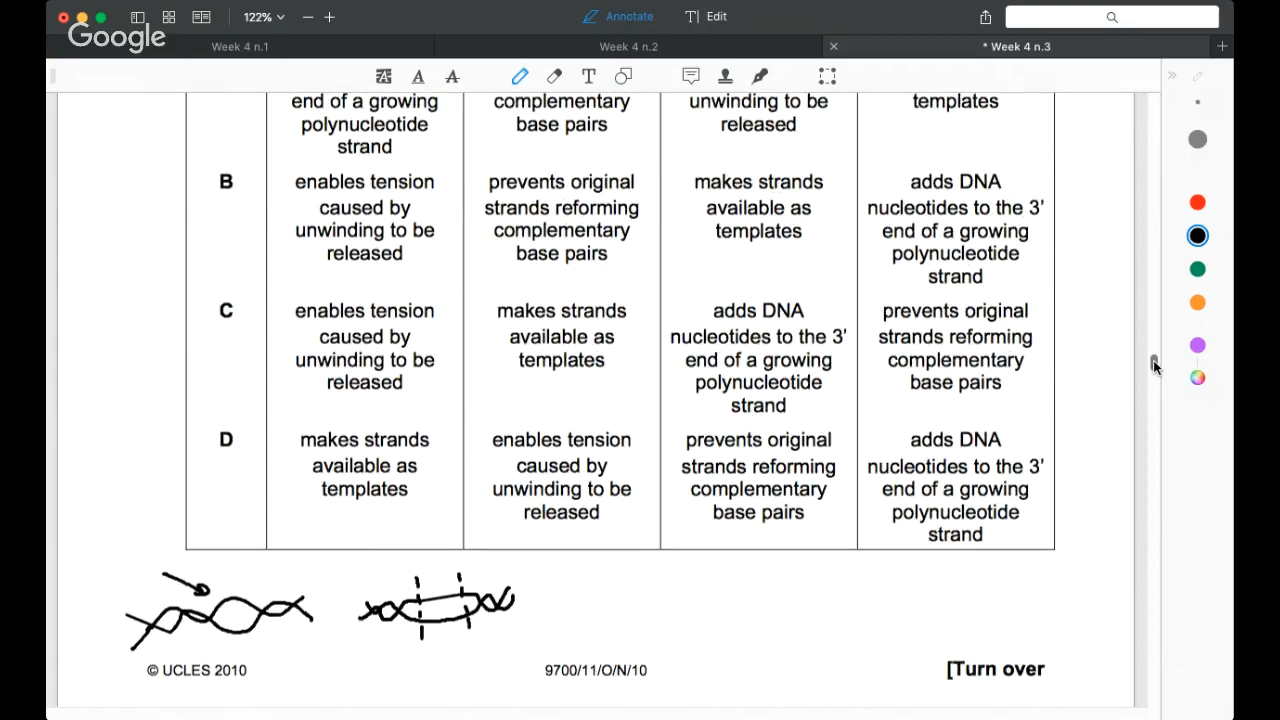 122%
Annotate
Edit
Google
Week 4 n.1
Week 4 n.2
* Week 4 n.3
end of a growing
polynucleotide
strand
complementary
base pairs
unwinding to be
released
templates
B
enables tension
caused by
unwinding to be
released
prevents original
strands reforming
complementary
base pairs
makes strands
available as
templates
adds DNA
nucleotides to the 3’
end of a growing
polynucleotide
strand
C
enables tension
caused by
unwinding to be
released
makes strands
available as
templates
adds DNA
nucleotides to the 3’
end of a growing
polynucleotide
strand
prevents original
strands reforming
complementary
base pairs
D
makes strands
available as
templates
enables tension
caused by
unwinding to be
released
prevents original
strands reforming
complementary
base pairs
adds DNA
nucleotides to the 3’
end of a growing
polynucleotide
strand
© UCLES 2010
9700/11/O/N/10
[Turn over